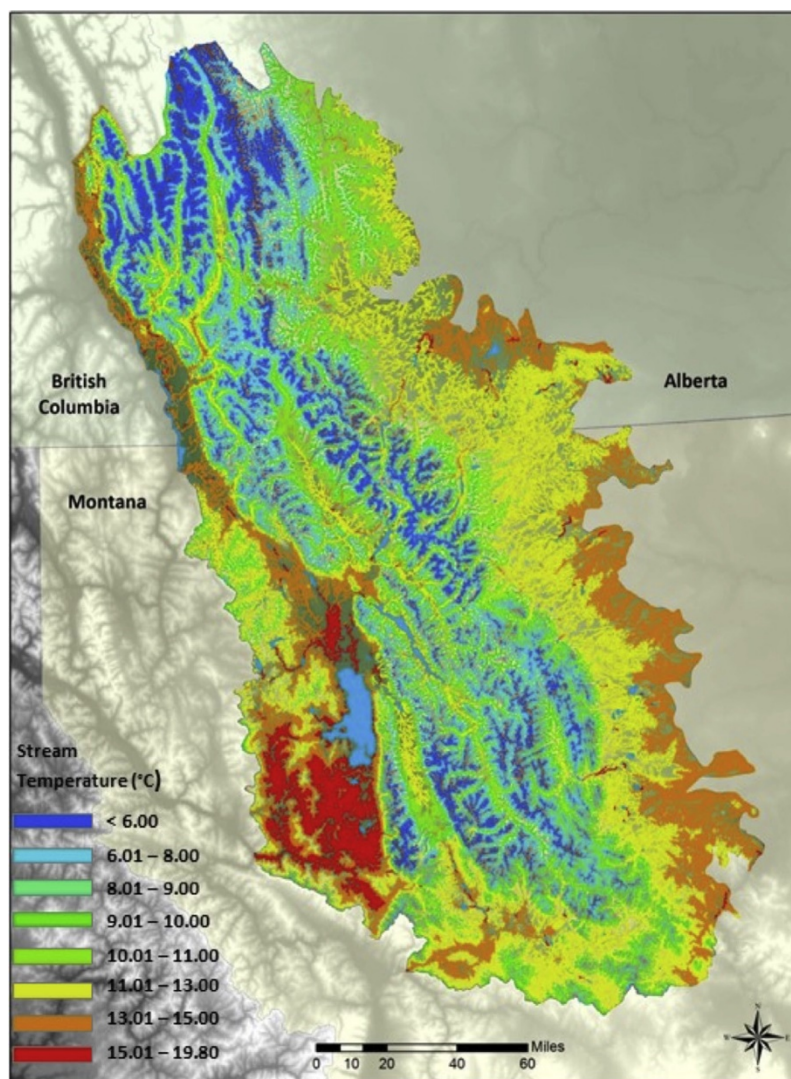 British
Columbia
Alberta
Montana
Stream
Temperature (°C)
< 6.00
6.01 – 8.00
8.01 – 9.00
9.01 – 10.00
10.01 – 11.00
11.01 – 13.00
13.01 – 15.00
15.01 – 19.80
Miles
0 10 20 40 60
N
W E
S